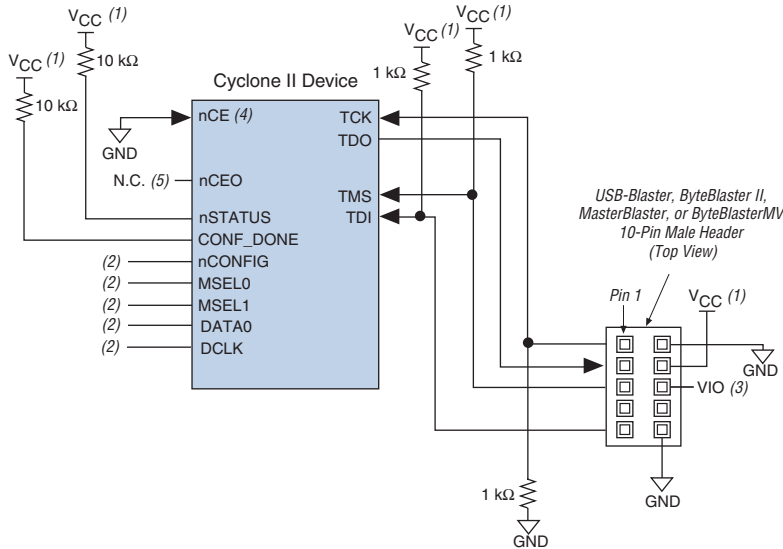 VCC (1)
VCC (1)
10 kΩ
10 kΩ
VCC (1)
VCC (1)
1 kΩ
1 kΩ
Cyclone II Device
nCE (4)
GND
N.C. (5)
nCEO
nSTATUS
CONF_DONE
(2)
nCONFIG
(2)
MSEL0
(2)
MSEL1
(2)
DATA0
(2)
DCLK
TCK
TDO
TMS
TDI
USB-Blaster, ByteBlaster II,
MasterBlaster, or ByteBlasterMV
10-Pin Male Header
(Top View)
Pin 1
VCC (1)
GND
VIO (3)
GND
1 kΩ
GND